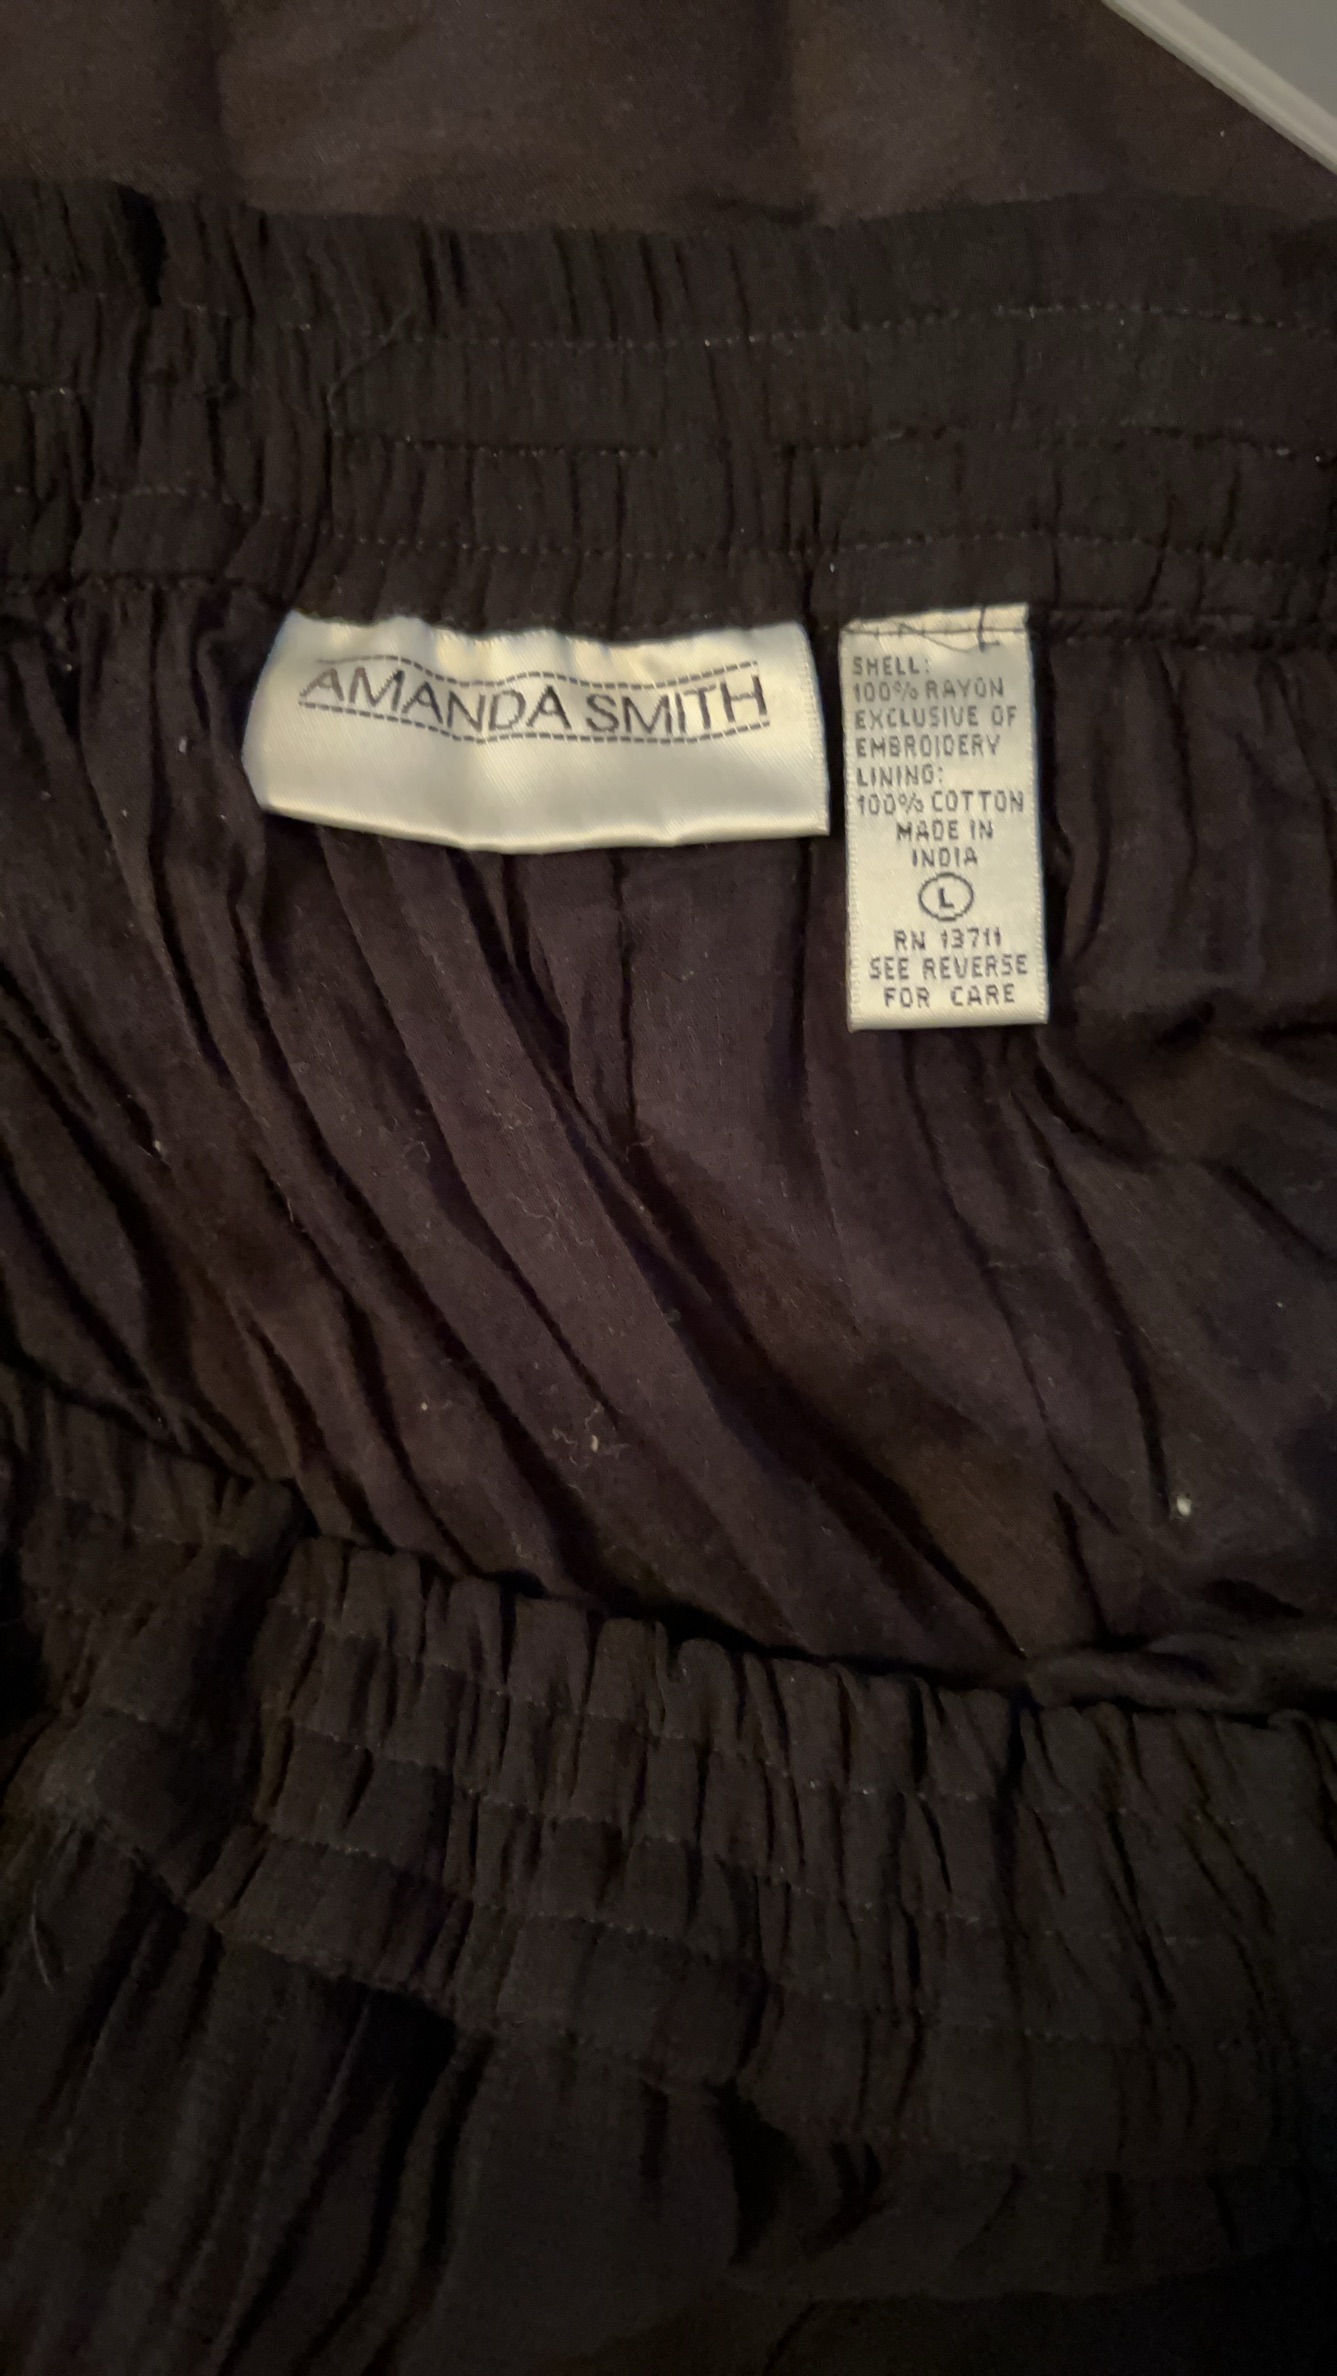 AMANDA SMITH
SHELL:
100% RAYON
EXCLUSIVE OF
EMBROIDERY
LINING:
100% COTTON
MADE IN
INDIA
L
RN 13711
SEE REVERSE
FOR CARE